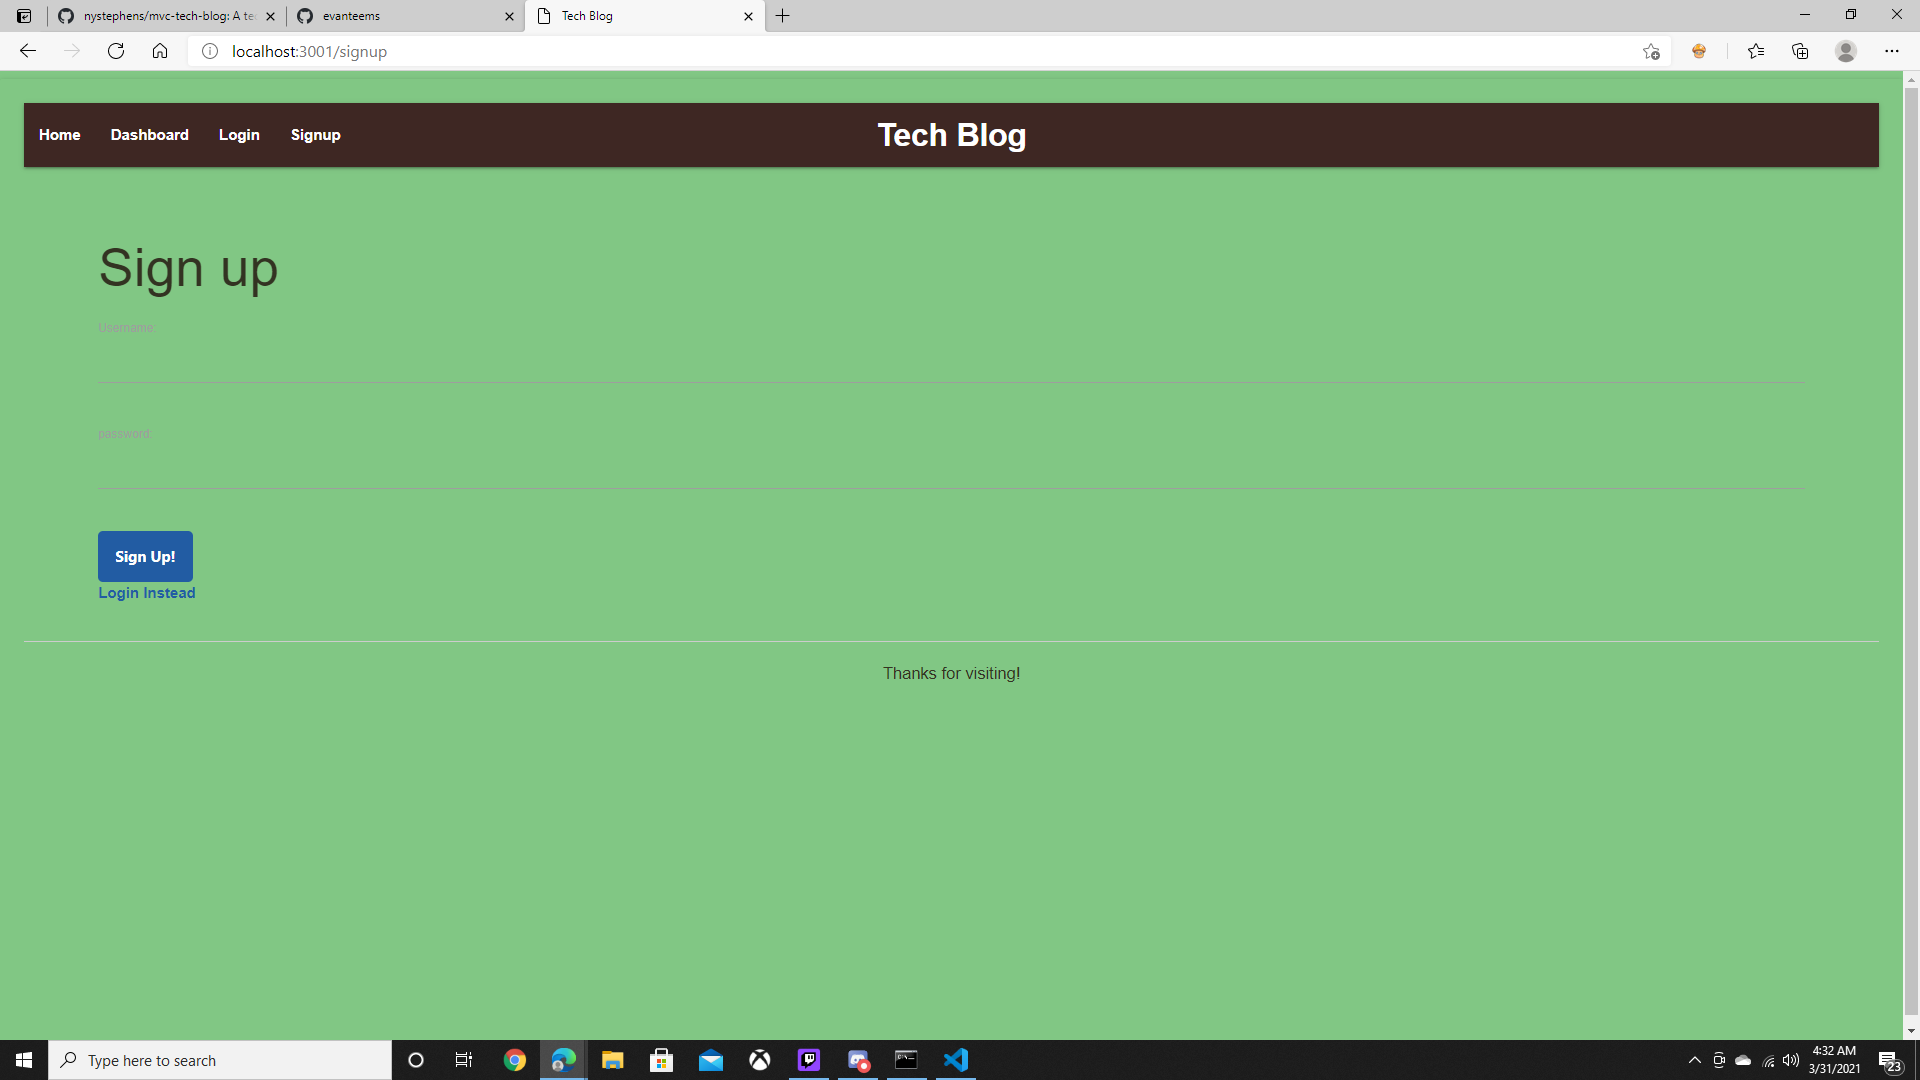 nystephens/mvc-tech-blog: A te
evanteems
Tech Blog
localhost:3001/signup
Home Dashboard Login Signup Tech Blog
Sign up
Username:
password:
Sign Up!
Login Instead
Thanks for visiting!
Type here to search
4:32 AM
3/31/2021
23